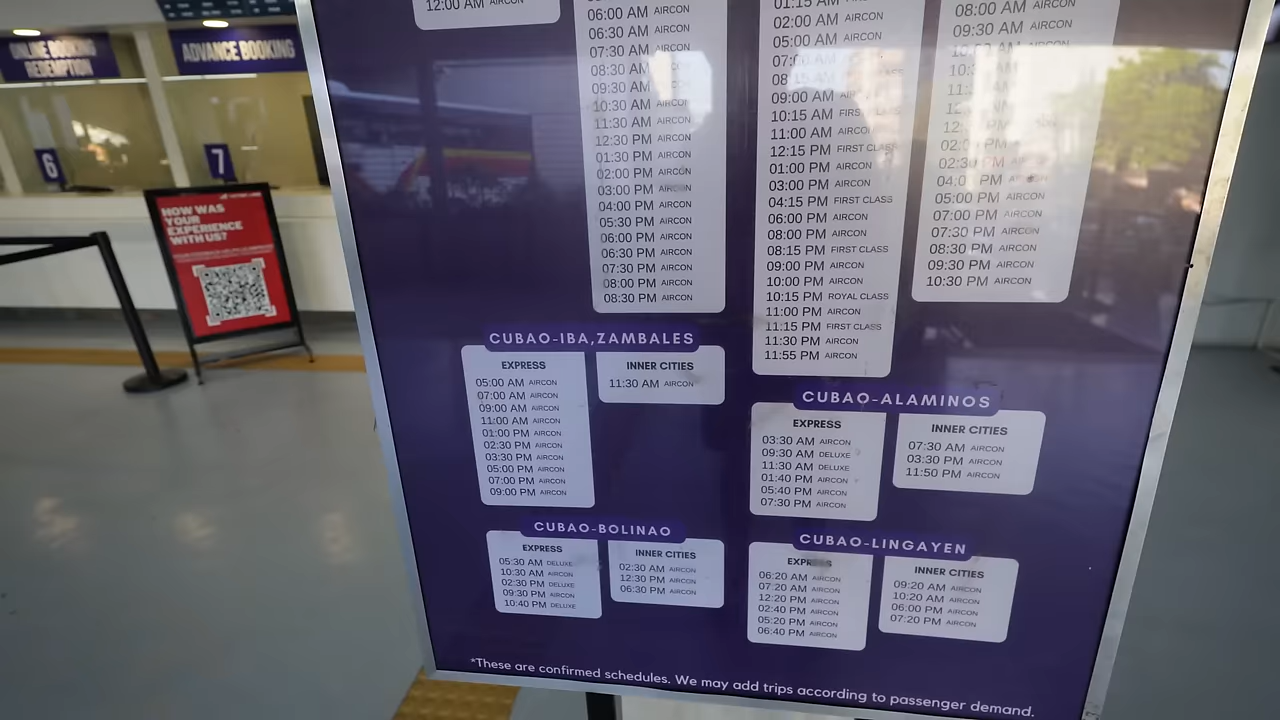 ONLINE BOOKING
REDEMPTION
ADVANCE BOOKING
6
7
HOW WAS
YOUR
EXPERIENCE
WITH US?
12:00 AM AIRCON
06:00 AM AIRCON
06:30 AM AIRCON
07:30 AM AIRCON
08:30 AM
09:30 AM
10:30 AM AIRCON
11:30 AM AIRCON
12:30 PM AIRCON
01:30 PM AIRCON
02:00 PM AIRCON
03:00 PM AIRCON
04:00 PM AIRCON
05:30 PM AIRCON
06:00 PM AIRCON
06:30 PM AIRCON
07:30 PM AIRCON
08:00 PM AIRCON
08:30 PM AIRCON
01:15 AM AIRCON
02:00 AM AIRCON
05:00 AM AIRCON
09:00 AM
10:15 AM FIRST CLASS
11:00 AM AIRCON
12:15 PM FIRST CLASS
01:00 PM AIRCON
03:00 PM AIRCON
04:15 PM FIRST CLASS
06:00 PM AIRCON
08:00 PM AIRCON
08:15 PM FIRST CLASS
09:00 PM AIRCON
10:00 PM AIRCON
10:15 PM ROYAL CLASS
11:00 PM AIRCON
11:15 PM FIRST CLASS
11:30 PM AIRCON
11:55 PM AIRCON
08:00 AM AIRCON
09:30 AM AIRCON
AIRCON
02:30 PM
PM AIRCON
05:00 PM AIRCON
07:00 PM AIRCON
07:30 PM AIRCON
08:30 PM AIRCON
09:30 PM AIRCON
10:30 PM AIRCON
CUBAO-IBA,ZAMBALES
EXPRESS
05:00 AM AIRCON
07:00 AM AIRCON
09:00 AM AIRCON
11:00 AM AIRCON
01:00 PM AIRCON
02:30 PM AIRCON
03:30 PM AIRCON
05:00 PM AIRCON
07:00 PM AIRCON
09:00 PM AIRCON
INNER CITIES
11:30 AM AIRCON
CUBAO-ALAMINOS
EXPRESS
03:30 AM AIRCON
09:30 AM DELUXE
11:30 AM DELUXE
01:40 PM AIRCON
05:40 PM AIRCON
07:30 PM AIRCON
INNER CITIES
07:30 AM AIRCON
03:30 PM AIRCON
11:50 PM AIRCON
CUBAO-BOLINAO
EXPRESS
05:30 AM DELUXE
10:30 AM AIRCON
02:30 PM DELUXE
09:30 PM AIRCON
10:40 PM DELUXE
INNER CITIES
02:30 AM AIRCON
12:30 PM AIRCON
06:30 PM AIRCON
CUBAO-LINGAYEN
EXPRESS
06:20 AM AIRCON
07:20 AM AIRCON
12:20 PM AIRCON
02:40 PM AIRCON
05:20 PM AIRCON
06:40 PM AIRCON
INNER CITIES
09:20 AM AIRCON
10:20 AM AIRCON
06:00 PM AIRCON
07:20 PM AIRCON
*These are confirmed schedules. We may add trips according to passenger demand.